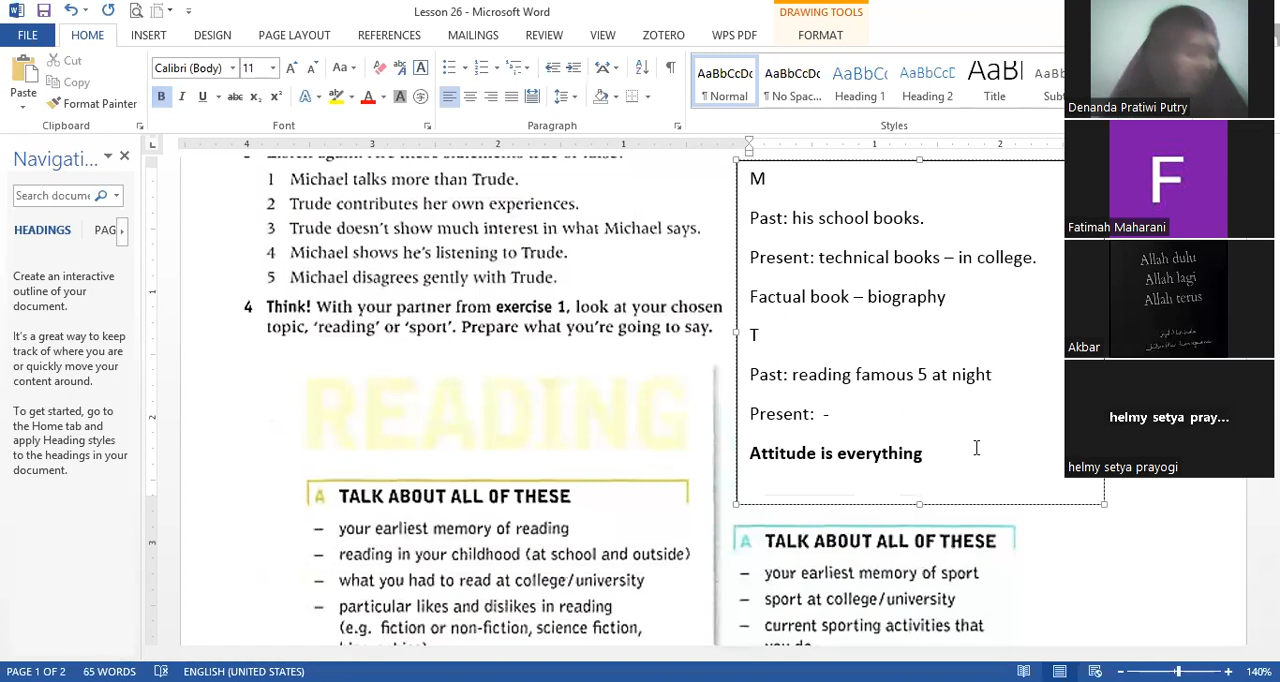 Lesson 26 - Microsoft Word
DRAWING TOOLS
FILE HOME INSERT DESIGN PAGE LAYOUT REFERENCES MAILINGS REVIEW VIEW ZOTERO WPS PDF FORMAT
Paste
Cut
Copy
Format Painter
Clipboard
Calibri (Body) 11
Font
Paragraph
AaBbCcDc AaBbCcDc AaBbCc AaBbCcD AaBl
¶ Normal ¶ No Spac... Heading 1 Heading 2 Title
Styles
Navigati...
HEADINGS
Create an interactive
outline of your
document.
It's a great way to keep
track of where you are
or quickly move your
content around.
To get started, go to
the Home tab and
apply Heading styles
to the headings in your
document.
1 Michael talks more than Trude.
2 Trude contributes her own experiences.
3 Trude doesn't show much interest in what Michael says.
4 Michael shows he's listening to Trude.
5 Michael disagrees gently with Trude.
4 Think! With your partner from exercise 1, look at your chosen
topic, 'reading' or 'sport'. Prepare what you're going to say.
READING
A TALK ABOUT ALL OF THESE
– your earliest memory of reading
– reading in your childhood (at school and outside)
– what you had to read at college/university
– particular likes and dislikes in reading
(e.g. fiction or non-fiction, science fiction,
M
Past: his school books.
Present: technical books – in college.
Factual book – biography
T
Past: reading famous 5 at night
Present: -
Attitude is everything
A TALK ABOUT ALL OF THESE
– your earliest memory of sport
– sport at college/university
– current sporting activities that
Denanda Pratiwi Putry
F
Fatimah Maharani
Allah dulu
Allah lagi
Allah terus
Akbar
helmy setya pray...
helmy setya prayogi
PAGE 1 OF 2 65 WORDS ENGLISH (UNITED STATES) 140%